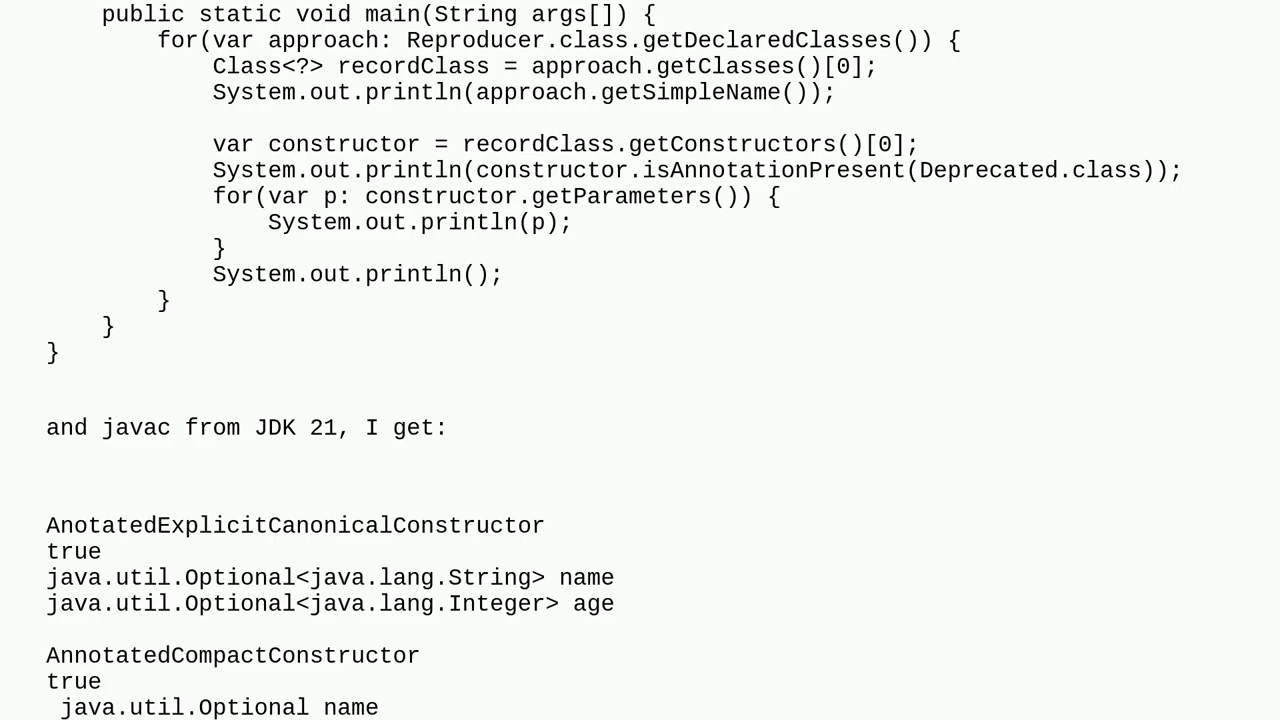 public static void main(String args[]) {
for(var approach: Reproducer.class.getDeclaredClasses()) {
Class<?> recordClass = approach.getClasses()[0];
System.out.println(approach.getSimpleName());
var constructor = recordClass.getConstructors()[0];
System.out.println(constructor.isAnnotationPresent(Deprecated.class));
for(var p: constructor.getParameters()) {
System.out.println(p);
}
System.out.println();
}
}
}
and javac from JDK 21, I get:
AnotatedExplicitCanonicalConstructor
true
java.util.Optional<java.lang.String> name
java.util.Optional<java.lang.Integer> age
AnnotatedCompactConstructor
true
java.util.Optional name